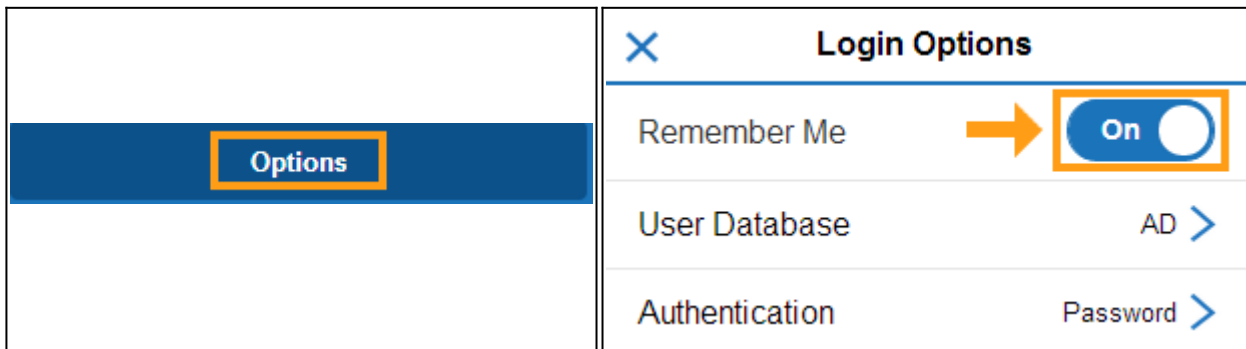 Options
Login Options
Remember Me On
User Database AD
Authentication Password